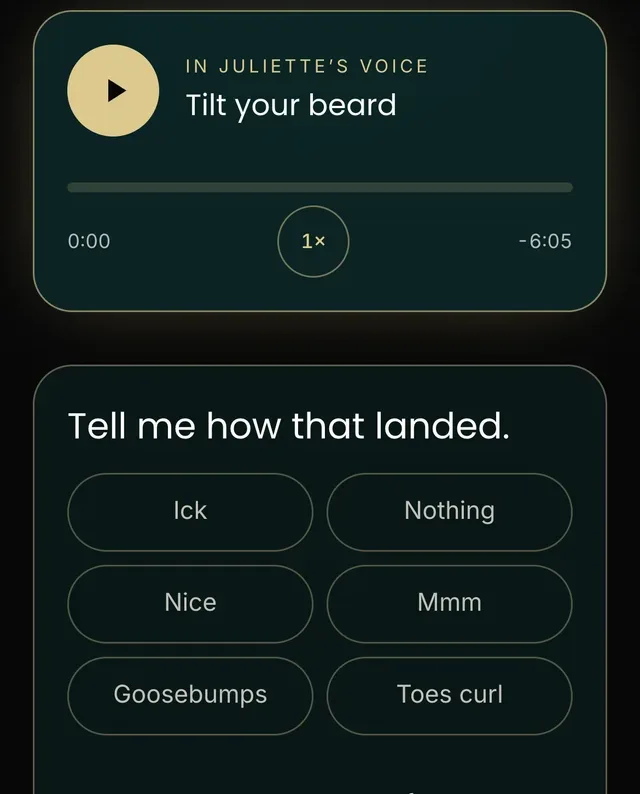 IN JULIETTE’S VOICE
Tilt your beard
0:00
1×
-6:05
Tell me how that landed.
Ick
Nothing
Nice
Mmm
Goosebumps
Toes curl